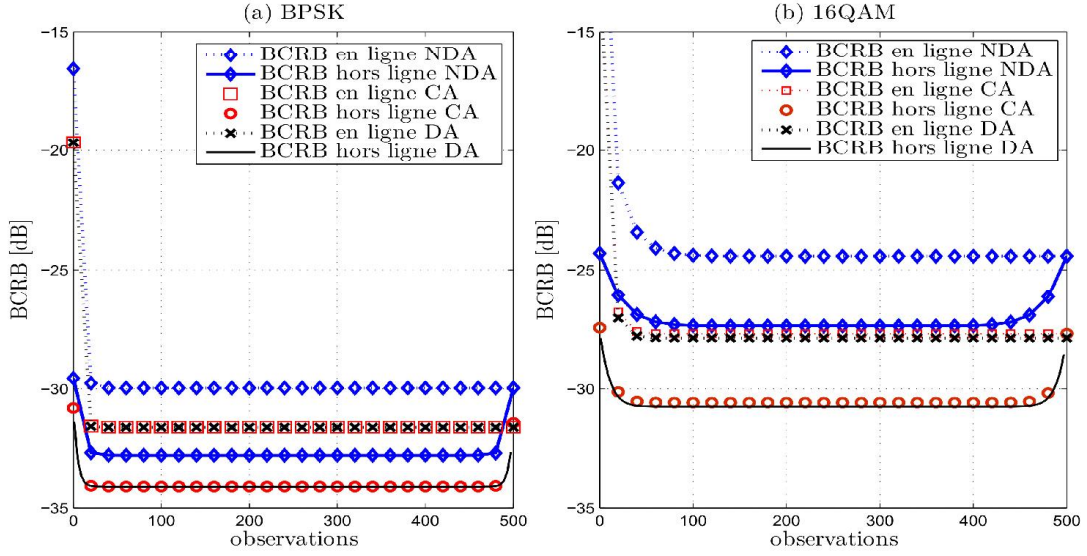 (a) BPSK
−15
−20
−25
−30
−35
BCRB [dB]
BCRB en ligne NDA
BCRB hors ligne NDA
BCRB en ligne CA
BCRB hors ligne CA
BCRB en ligne DA
BCRB hors ligne DA
0
100
200
300
400
500
observations
(b) 16QAM
−15
−20
−25
−30
−35
BCRB [dB]
BCRB en ligne NDA
BCRB hors ligne NDA
BCRB en ligne CA
BCRB hors ligne CA
BCRB en ligne DA
BCRB hors ligne DA
0
100
200
300
400
500
observations